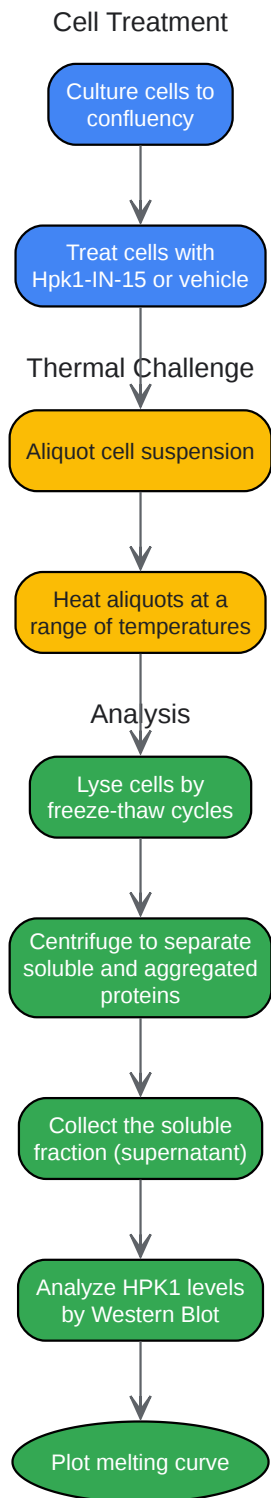 Cell Treatment
Culture cells to
confluency
Treat cells with
Hpk1-IN-15 or vehicle
Thermal Challenge
Aliquot cell suspension
Heat aliquots at a
range of temperatures
Analysis
Lyse cells by
freeze-thaw cycles
Centrifuge to separate
soluble and aggregated
proteins
Collect the soluble
fraction (supernatant)
Analyze HPK1 levels
by Western Blot
Plot melting curve